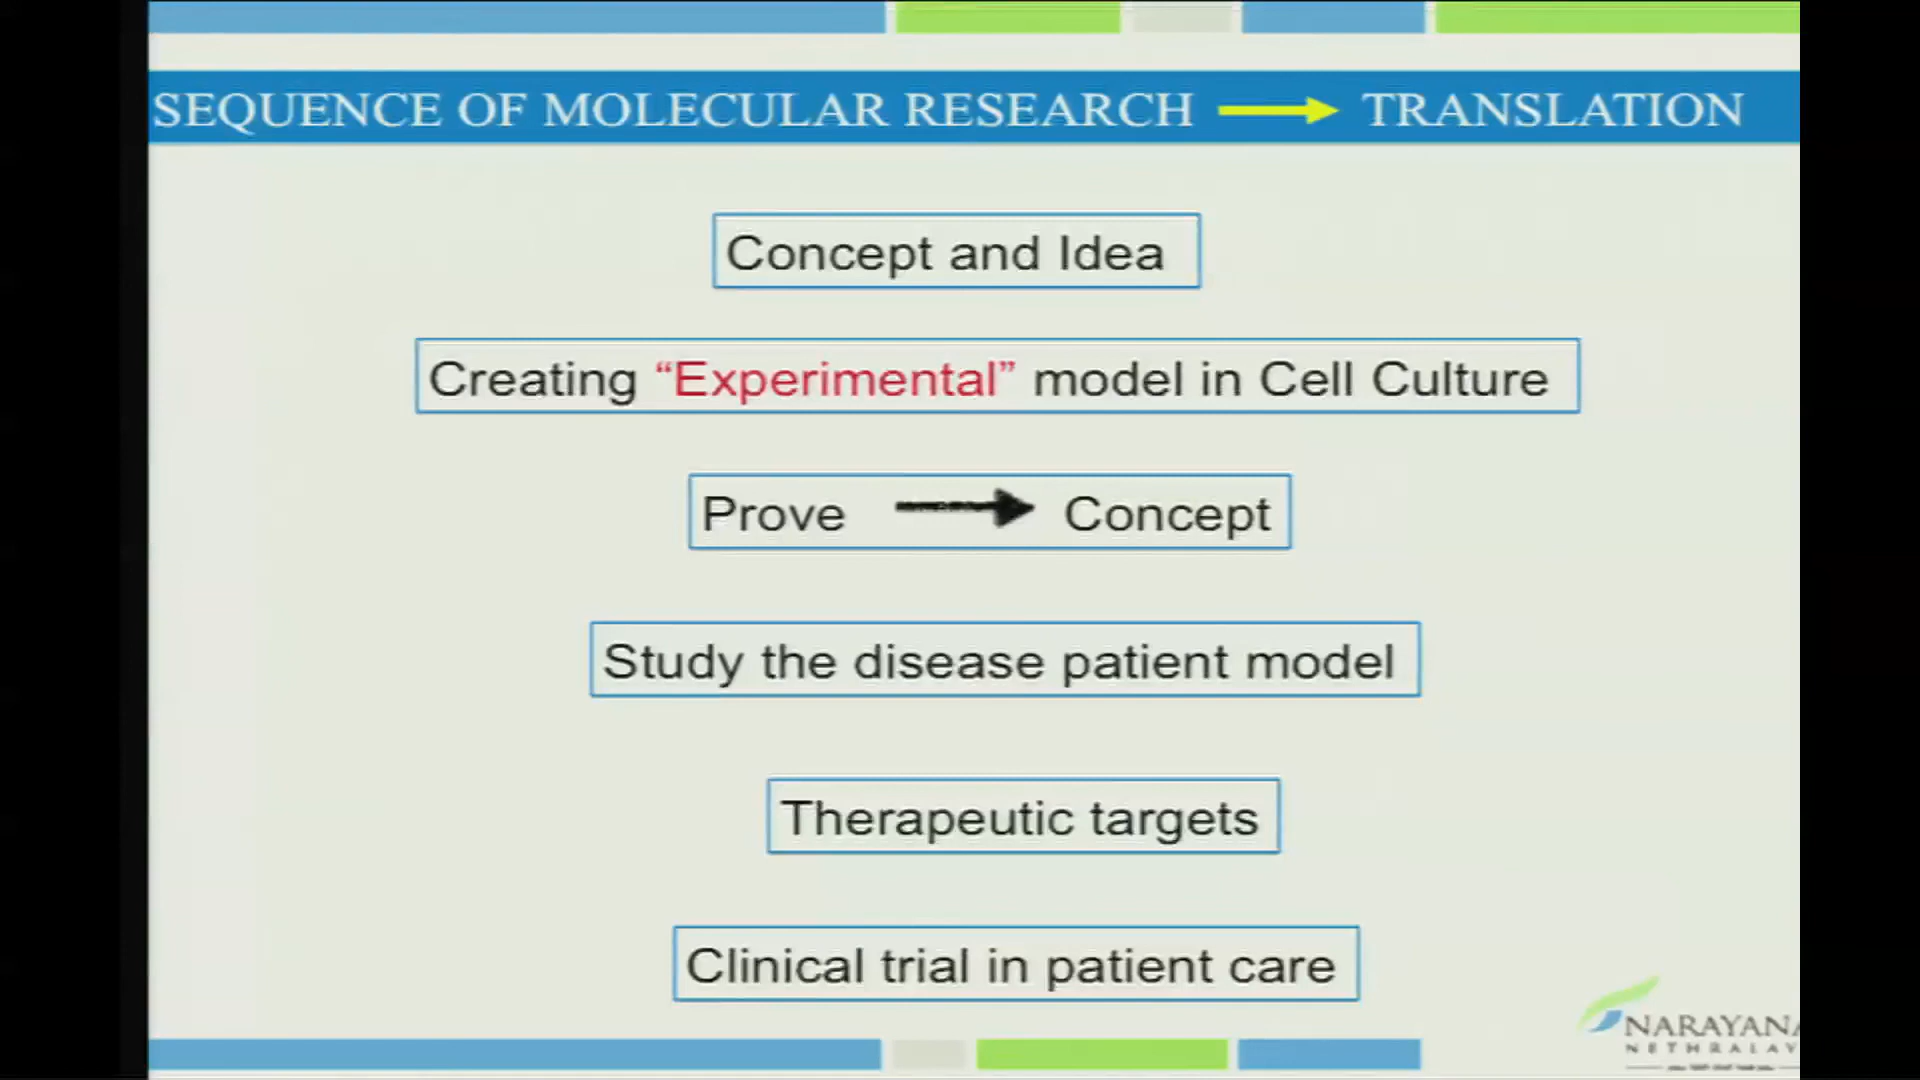 SEQUENCE OF MOLECULAR RESEARCH → TRANSLATION
Concept and Idea
Creating “Experimental” model in Cell Culture
Prove → Concept
Study the disease patient model
Therapeutic targets
Clinical trial in patient care
NARAYANA
NETHRALAY